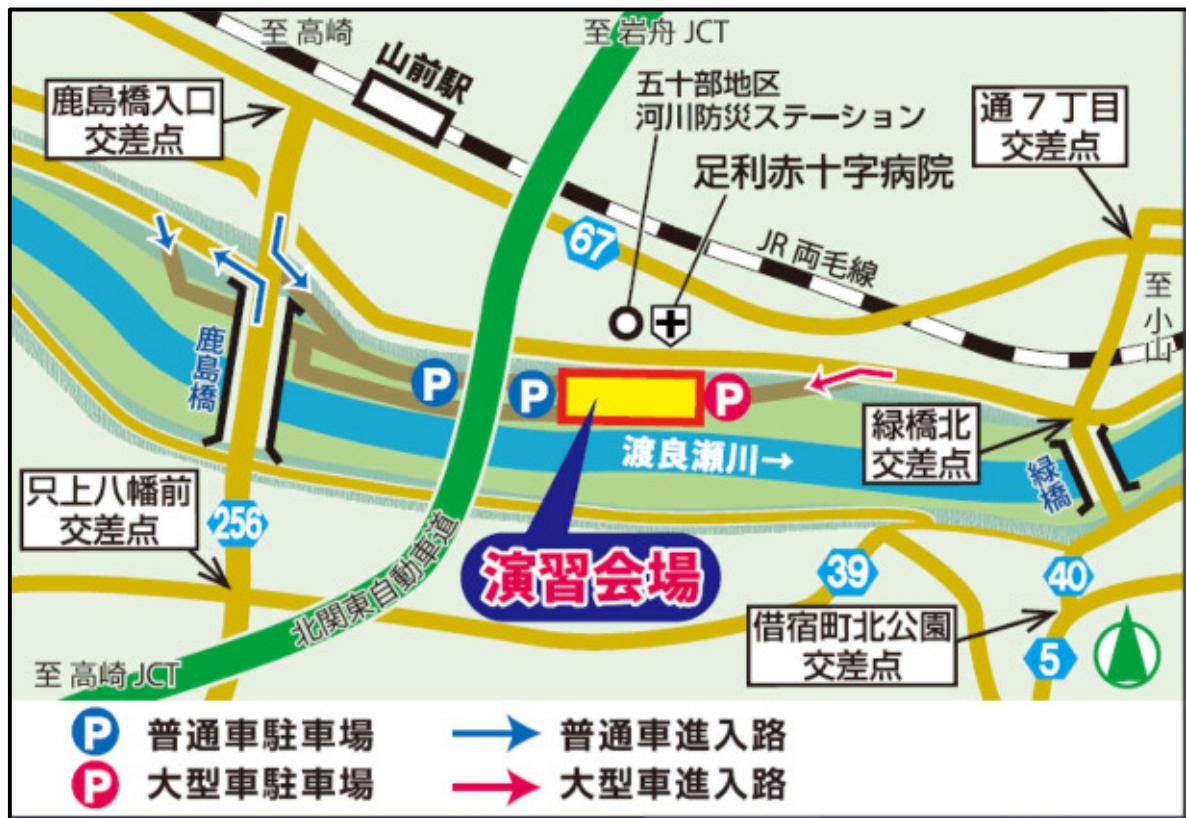 至 高崎
至 岩舟 JCT
山前駅
鹿島橋入口
交差点
五十部地区
河川防災ステーション
通7丁目
交差点
足利赤十字病院
67
JR 両毛線
至 小山
鹿島橋
P
P
P
渡良瀬川→
緑橋北
交差点
緑橋
只上八幡前
交差点
256
演習会場
39
40
北関東自動車道
借宿町北公園
交差点
5
至 高崎 JCT
P 普通車駐車場
普通車進入路
P 大型車駐車場
大型車進入路